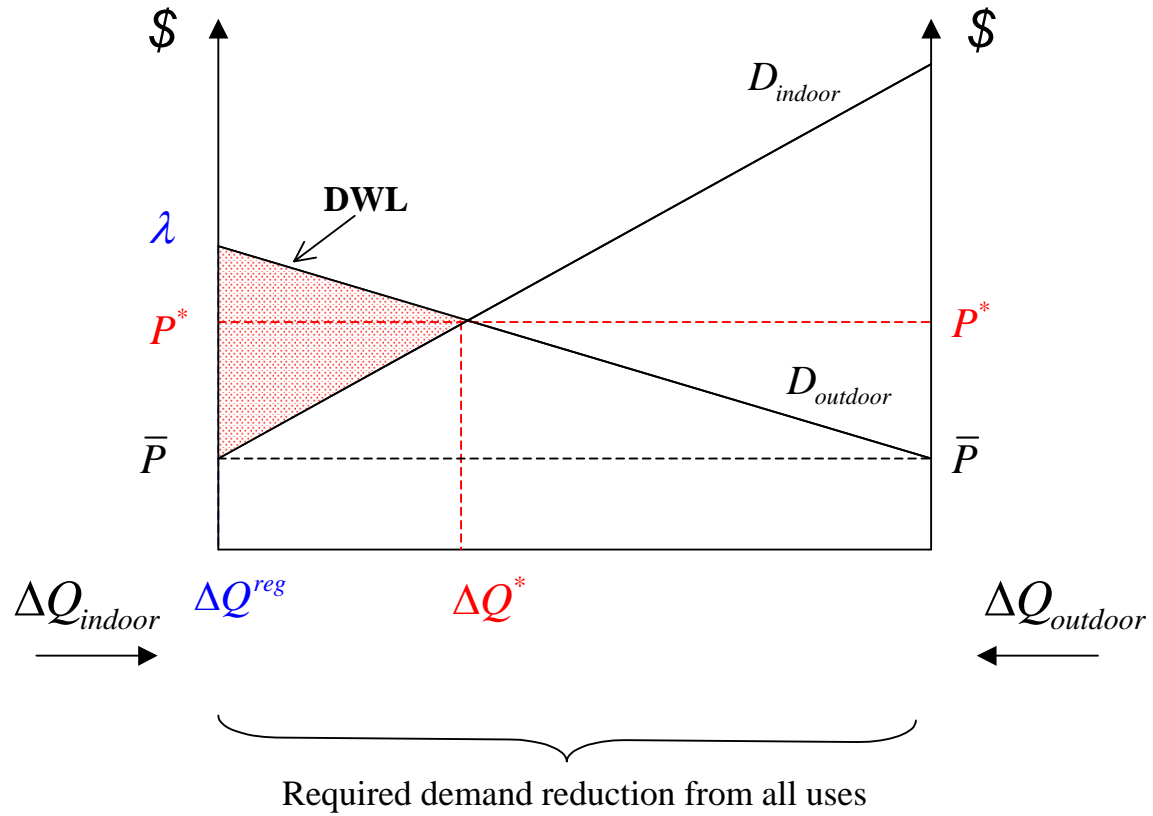 $ $
D_indoor
DWL
λ
P* P*
D_outdoor
P̅ P̅
ΔQ_indoor ΔQ^reg ΔQ* ΔQ_outdoor
Required demand reduction from all uses